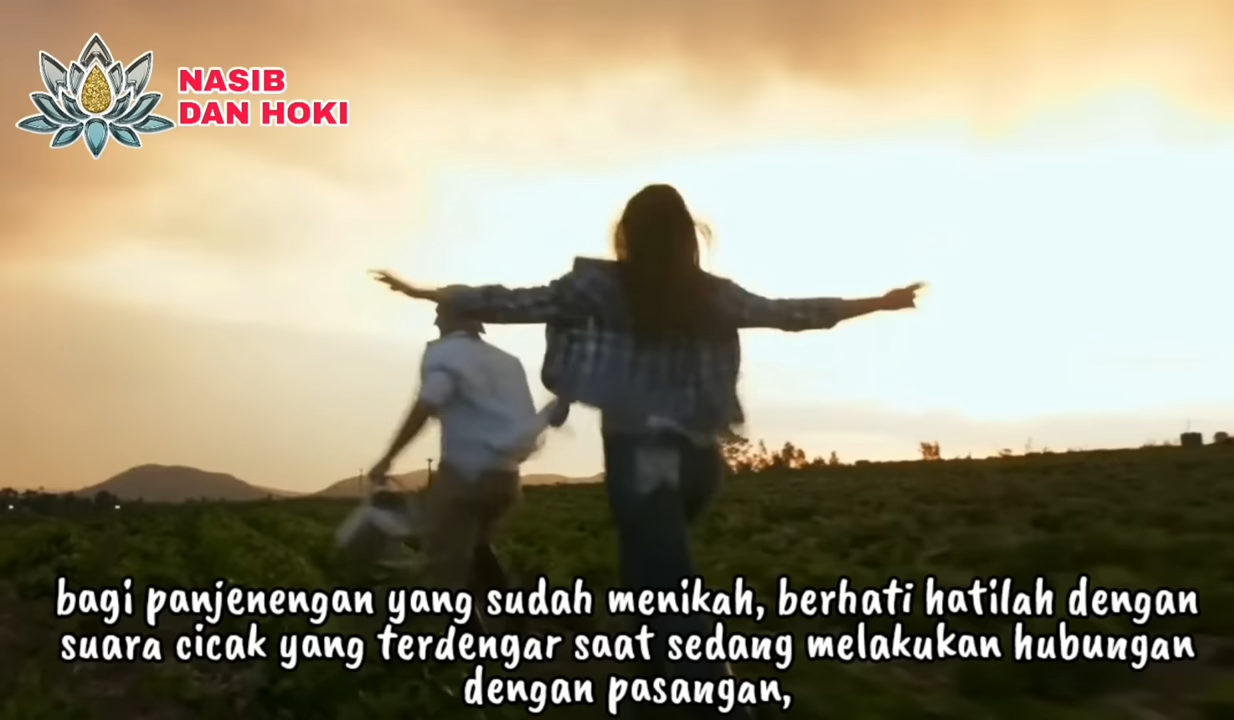 NASIB
DAN HOKI
bagi panjenengan yang sudah menikah, berhati hatilah dengan
suara cicak yang terdengar saat sedang melakukan hubungan
dengan pasangan,